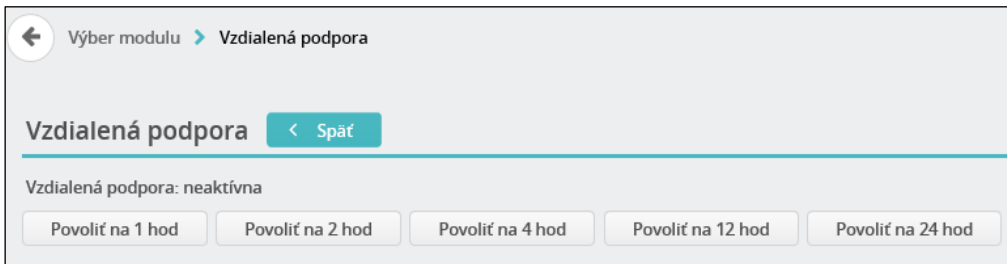 Výber modulu > Vzdialená podpora
Vzdialená podpora < Späť
Vzdialená podpora: neaktívna
Povoliť na 1 hod Povoliť na 2 hod Povoliť na 4 hod Povoliť na 12 hod Povoliť na 24 hod